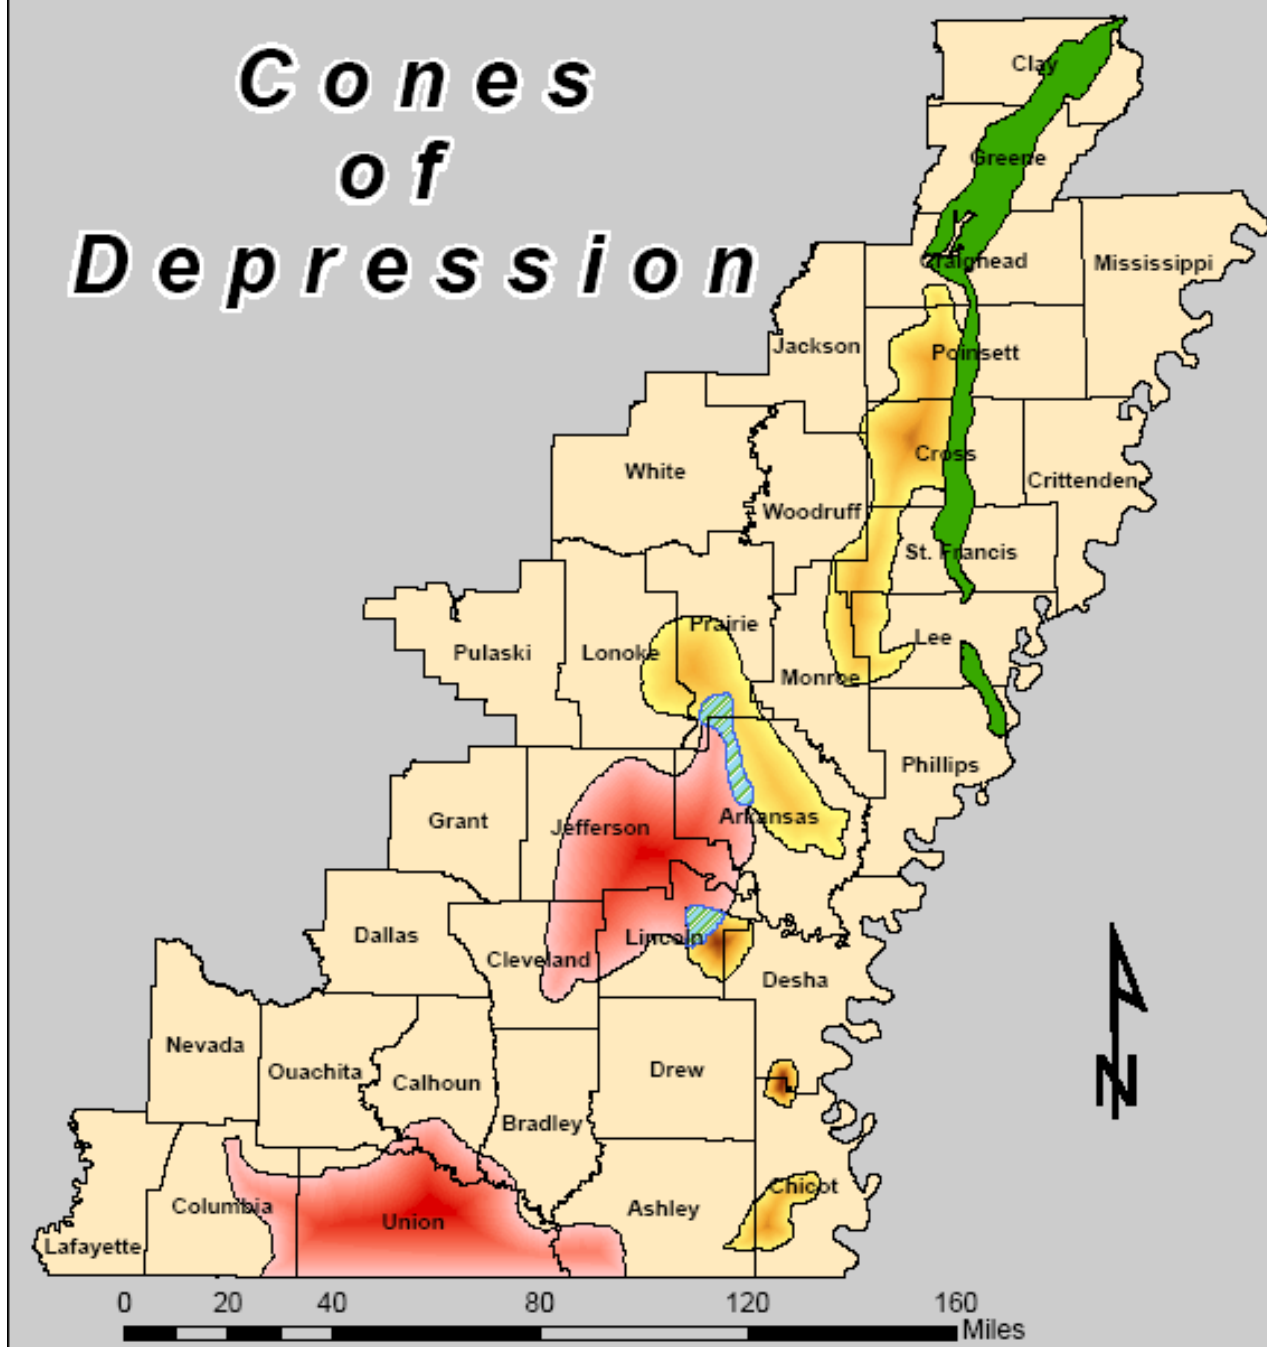 Cones
of
Depression
Clay
Greene
Craighead
Mississippi
Jackson
Poinsett
White
Cross
Crittenden
Woodruff
St. Francis
Prairie
Lee
Pulaski
Lonoke
Monroe
Phillips
Grant
Jefferson
Arkansas
Dallas
Lincoln
Cleveland
Desha
Nevada
Ouachita
Calhoun
Drew
Bradley
N
Columbia
Union
Ashley
Chicot
Lafayette
0 20 40 80 120 160
Miles